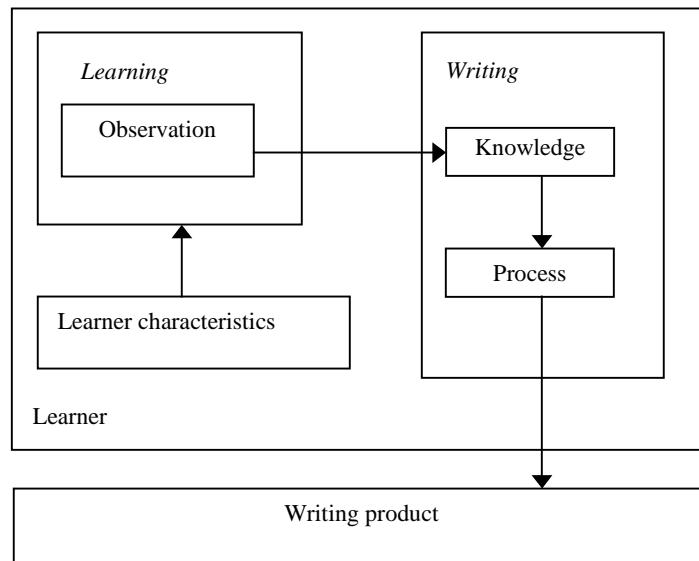 Learning
Writing
Observation
Knowledge
Process
Learner characteristics
Learner
Writing product